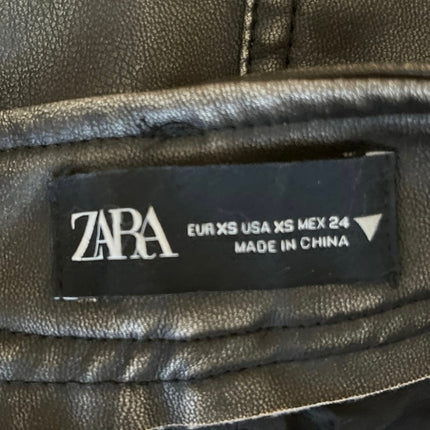 ZARA
EUR XS USA XS MEX 24
MADE IN CHINA